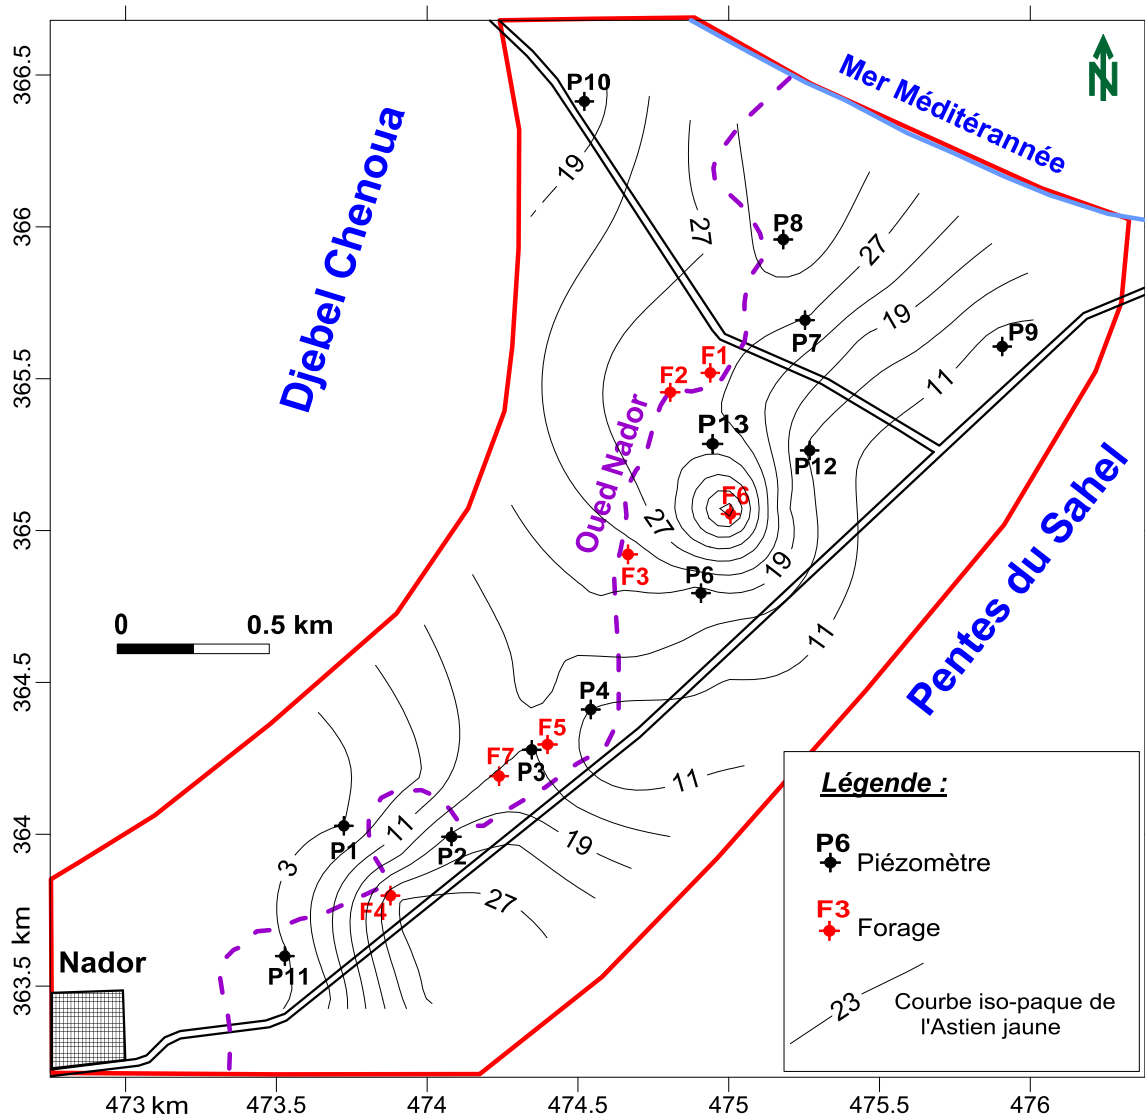 366.5
366
365.5
365
364.5
364
363.5 km
473 km
473.5
474
474.5
475
475.5
476
N
Mer Méditérannée
Djebel Chenoua
Pentes du Sahel
Oued Nador
Nador
0 0.5 km
P10
19
27
P8
27
P7
19
P9
11
F1
F2
P13
P12
F6
27
F3
19
P6
11
P4
F5
F7
P3
11
P1
11
P2
19
3
F4
27
P11
Légende :
P6
Piézomètre
F3
Forage
23
Courbe iso-paque de
l'Astien jaune